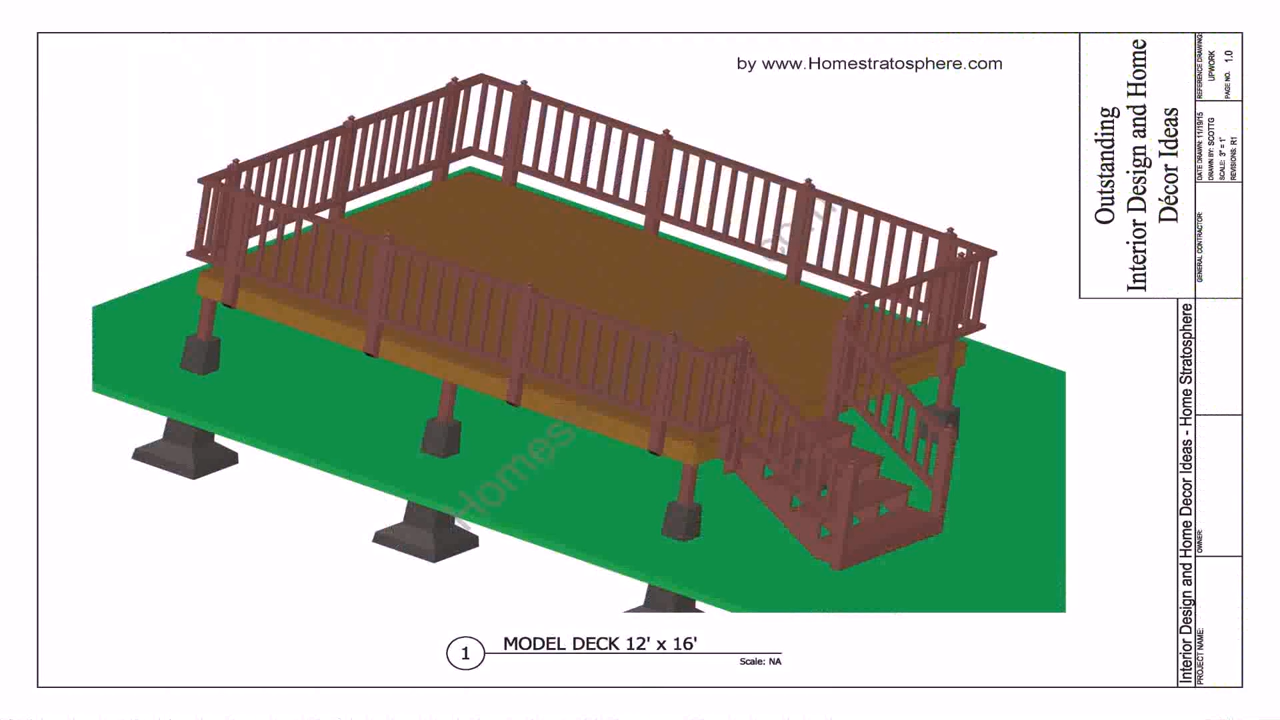 by www.Homestratosphere.com
Outstanding
Interior Design and Home
Décor Ideas
REFERENCE DRAWING:
UPWORK
PAGE NO. 1.0
DATE DRAWN: 11/19/15
DRAWN BY: SCOTTG
SCALE: 3" = 1'
REVISIONS: R1
GENERAL CONTRACTOR:
Interior Design and Home Decor Ideas - Home Stratosphere
OWNER:
PROJECT NAME:
Homes
1
MODEL DECK 12' x 16'
Scale: NA